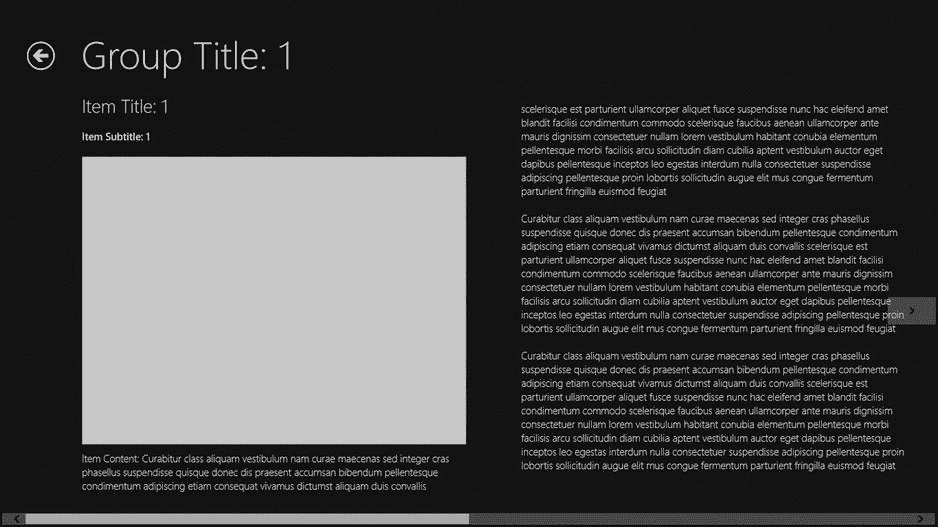 Group Title: 1
Item Title: 1
Item Subtitle: 1
Item Content: Curabitur class aliquam vestibulum nam curae maecenas sed integer cras
phasellus suspendisse quisque donec dis praesent accumsan bibendum pellentesque
condimentum adipiscing etiam consequat vivamus dictumst aliquam duis convallis
scelerisque est parturient ullamcorper aliquet fusce suspendisse nunc hac eleifend amet
blandit facilisi condimentum commodo scelerisque faucibus aenean ullamcorper ante
mauris dignissim consectetuer nullam lorem vestibulum habitant conubia elementum
pellentesque morbi facilisis arcu sollicitudin diam cubilia aptent vestibulum auctor eget
dapibus pellentesque inceptos leo egestas interdum nulla consectetuer suspendisse
adipiscing pellentesque proin lobortis sollicitudin augue elit mus congue fermentum
parturient fringilla euismod feugiat
Curabitur class aliquam vestibulum nam curae maecenas sed integer cras phasellus
suspendisse quisque donec dis praesent accumsan bibendum pellentesque condimentum
adipiscing etiam consequat vivamus dictumst aliquam duis convallis scelerisque est
parturient ullamcorper aliquet fusce suspendisse nunc hac eleifend amet blandit facilisi
condimentum commodo scelerisque faucibus aenean ullamcorper ante mauris dignissim
consectetuer nullam lorem vestibulum habitant conubia elementum pellentesque morbi
facilisis arcu sollicitudin diam cubilia aptent vestibulum auctor eget dapibus pellentesque
inceptos leo egestas interdum nulla consectetuer suspendisse adipiscing pellentesque proin
lobortis sollicitudin augue elit mus congue fermentum parturient fringilla euismod feugiat
Curabitur class aliquam vestibulum nam curae maecenas sed integer cras phasellus
suspendisse quisque donec dis praesent accumsan bibendum pellentesque condimentum
adipiscing etiam consequat vivamus dictumst aliquam duis convallis scelerisque est
parturient ullamcorper aliquet fusce suspendisse nunc hac eleifend amet blandit facilisi
condimentum commodo scelerisque faucibus aenean ullamcorper ante mauris dignissim
consectetuer nullam lorem vestibulum habitant conubia elementum pellentesque morbi
facilisis arcu sollicitudin diam cubilia aptent vestibulum auctor eget dapibus pellentesque
inceptos leo egestas interdum nulla consectetuer suspendisse adipiscing pellentesque proin
lobortis sollicitudin augue elit mus congue fermentum parturient fringilla euismod feugiat